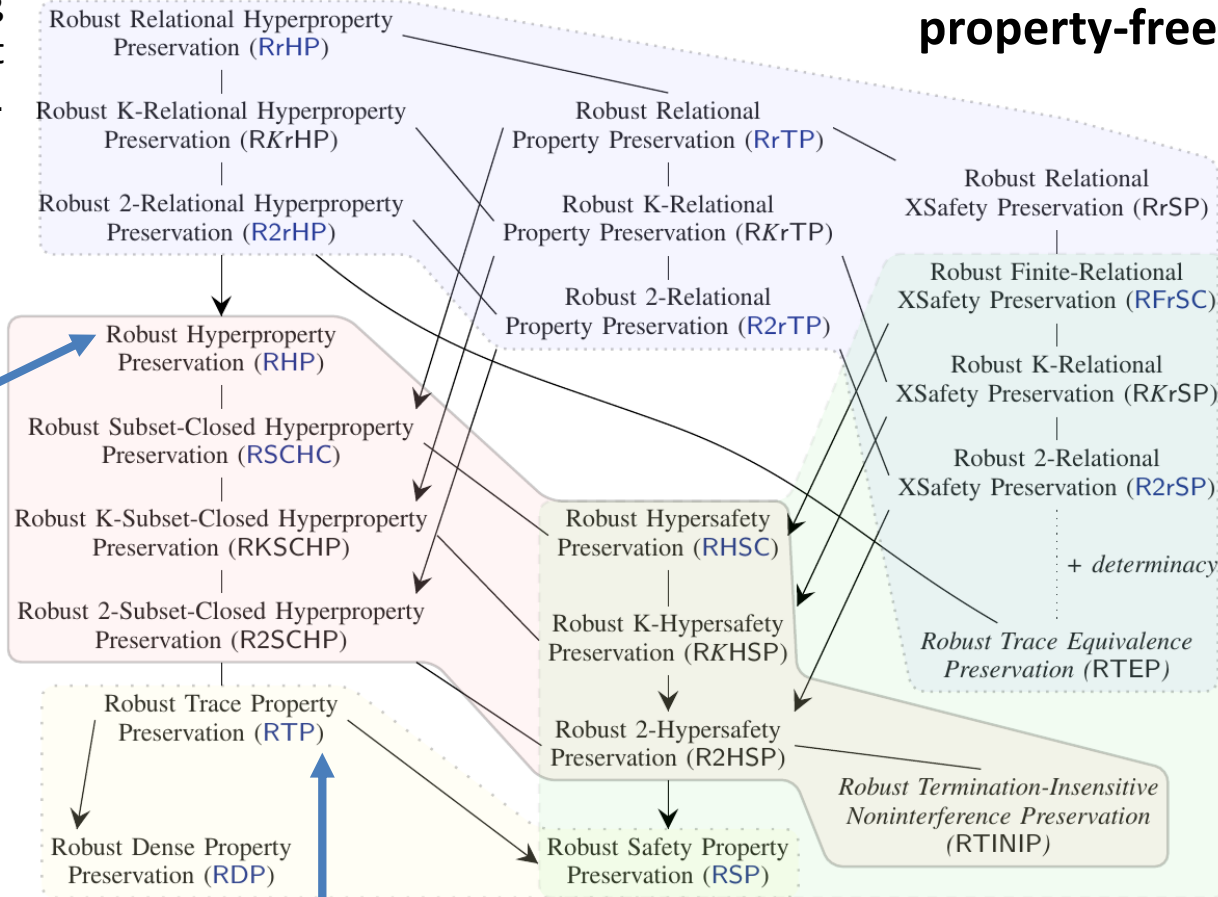 property-free
Robust Relational Hyperproperty
Preservation (RrHP)
Robust K-Relational Hyperproperty
Preservation (RKrHP)
Robust 2-Relational Hyperproperty
Preservation (R2rHP)
Robust Relational
Property Preservation (RrTP)
Robust K-Relational
Property Preservation (RKrTP)
Robust 2-Relational
Property Preservation (R2rTP)
Robust Relational
XSafety Preservation (RrSP)
Robust Finite-Relational
XSafety Preservation (RFrSC)
Robust K-Relational
XSafety Preservation (RKrSP)
Robust 2-Relational
XSafety Preservation (R2rSP)
+ determinacy
Robust Trace Equivalence
Preservation (RTEP)
Robust Hyperproperty
Preservation (RHP)
Robust Subset-Closed Hyperproperty
Preservation (RSCHC)
Robust K-Subset-Closed Hyperproperty
Preservation (RKSCHP)
Robust 2-Subset-Closed Hyperproperty
Preservation (R2SCHP)
Robust Hypersafety
Preservation (RHSC)
Robust K-Hypersafety
Preservation (RKHSP)
Robust 2-Hypersafety
Preservation (R2HSP)
Robust Termination-Insensitive
Noninterference Preservation
(RTINIP)
Robust Trace Property
Preservation (RTP)
Robust Dense Property
Preservation (RDP)
Robust Safety Property
Preservation (RSP)